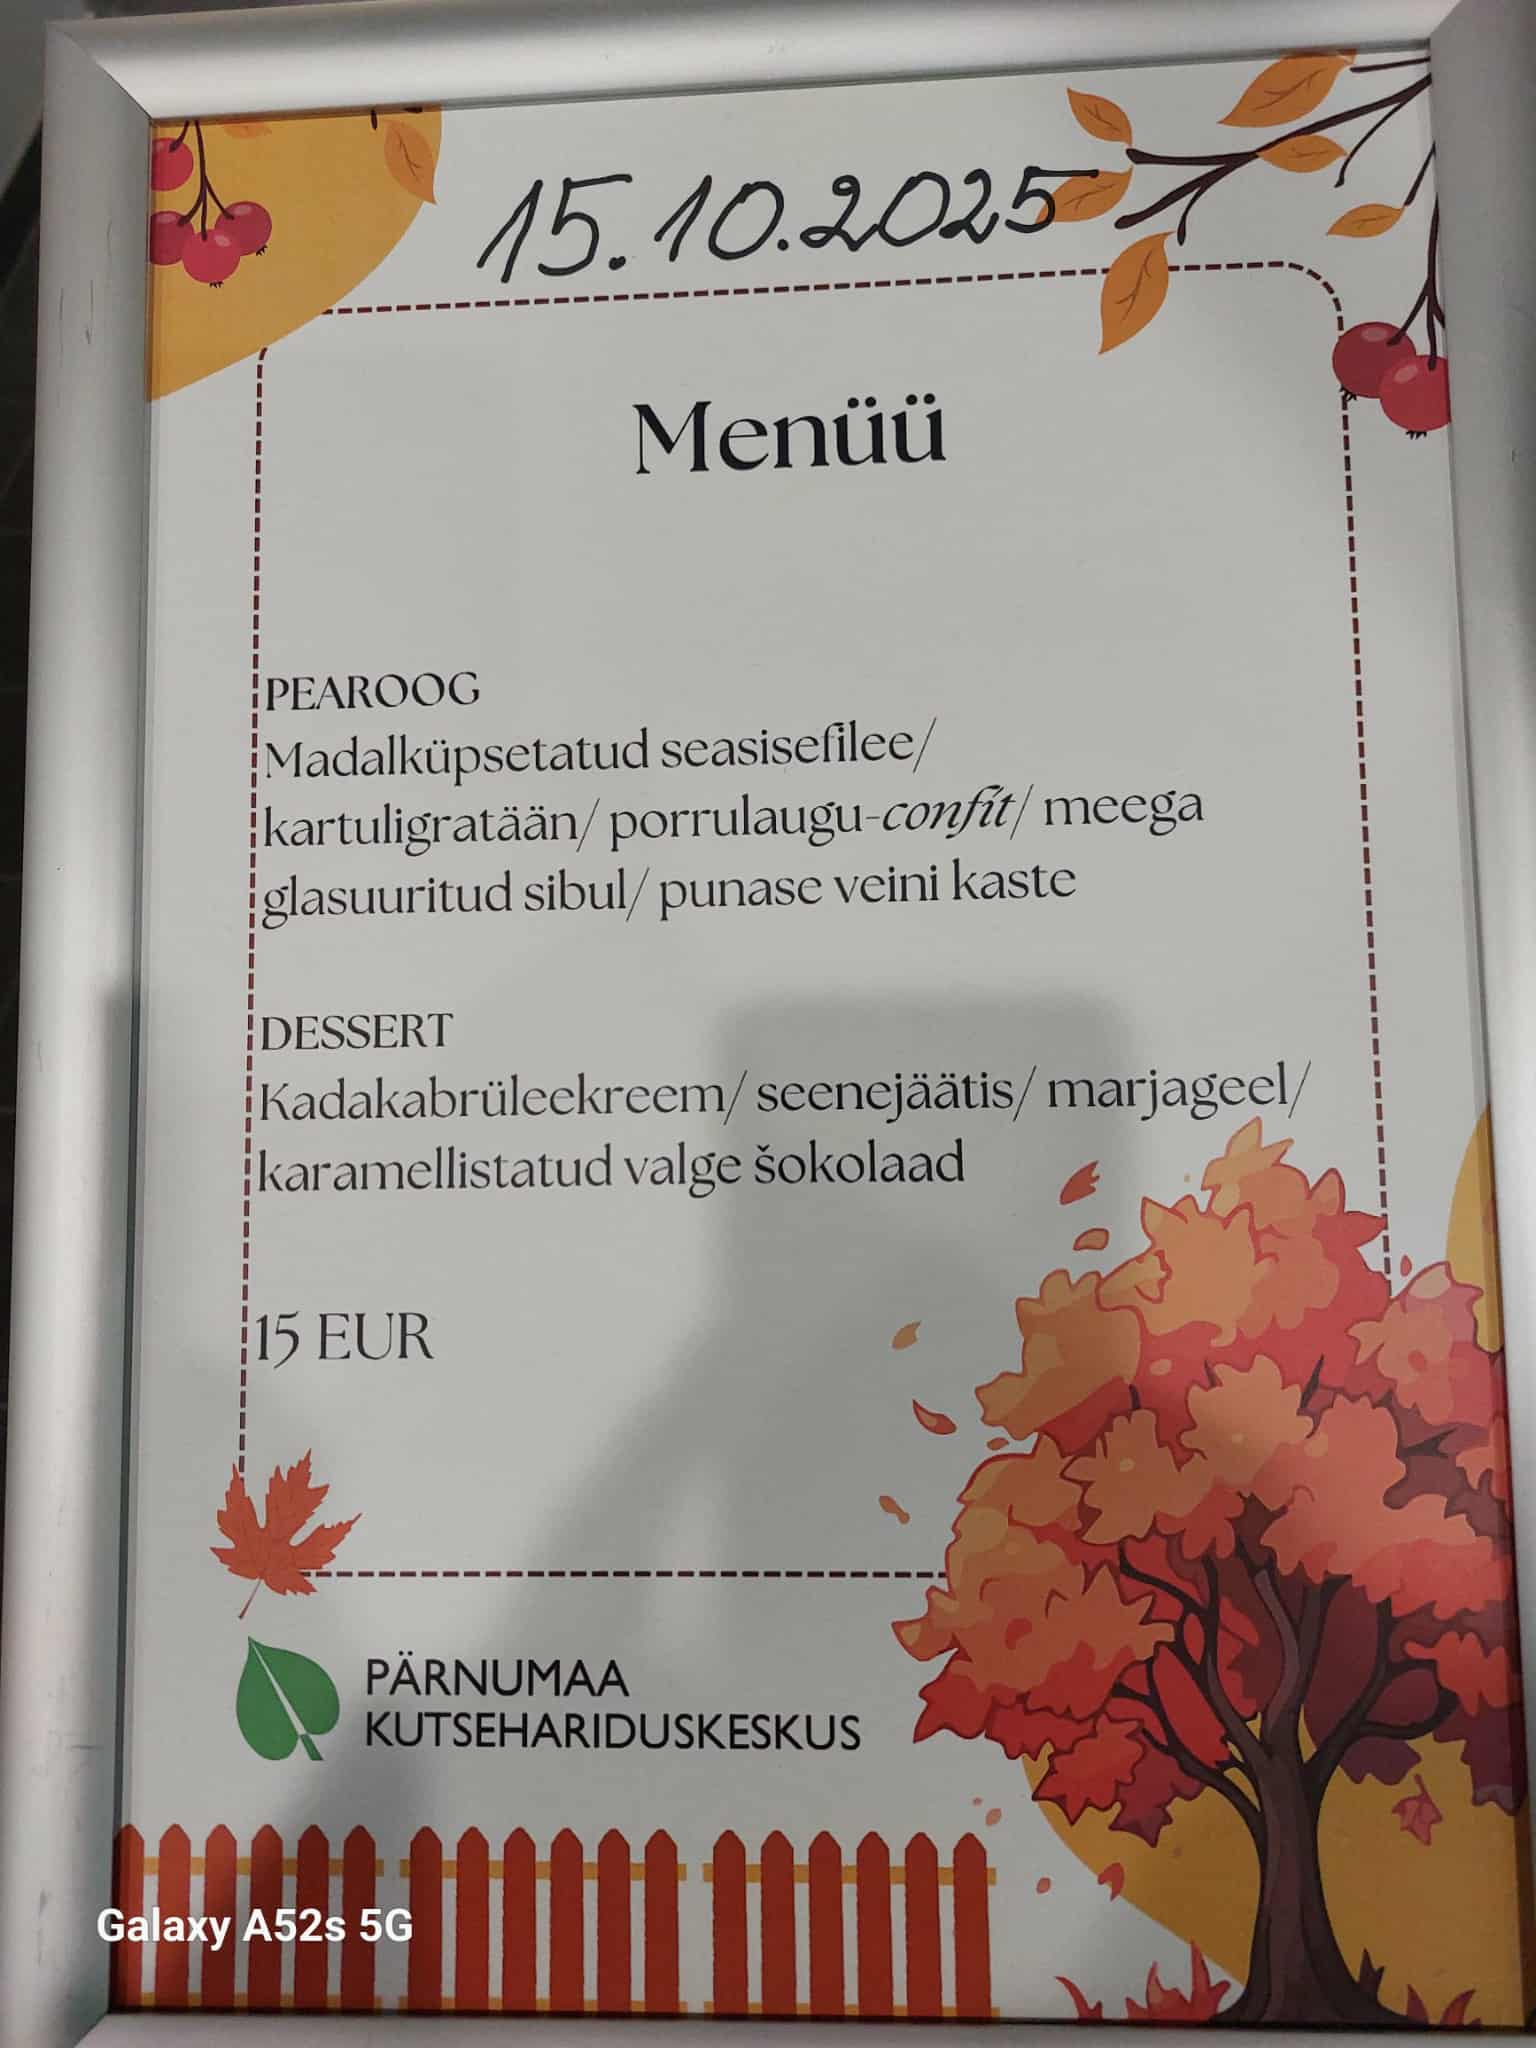 15.10.2025
Menüü
PEAROOG
Madalküpsetatud seasisefilee/
kartuligratään/ porrulaugu-confit/ meega
glasuuritud sibul/ punase veini kaste
DESSERT
Kadakabrüleekreem/ seenejäätis/ marjageel/
karamellistatud valge šokolaad
15 EUR
PÄRNUMAA
KUTSEHARIDUSKESKUS
Galaxy A52s 5G